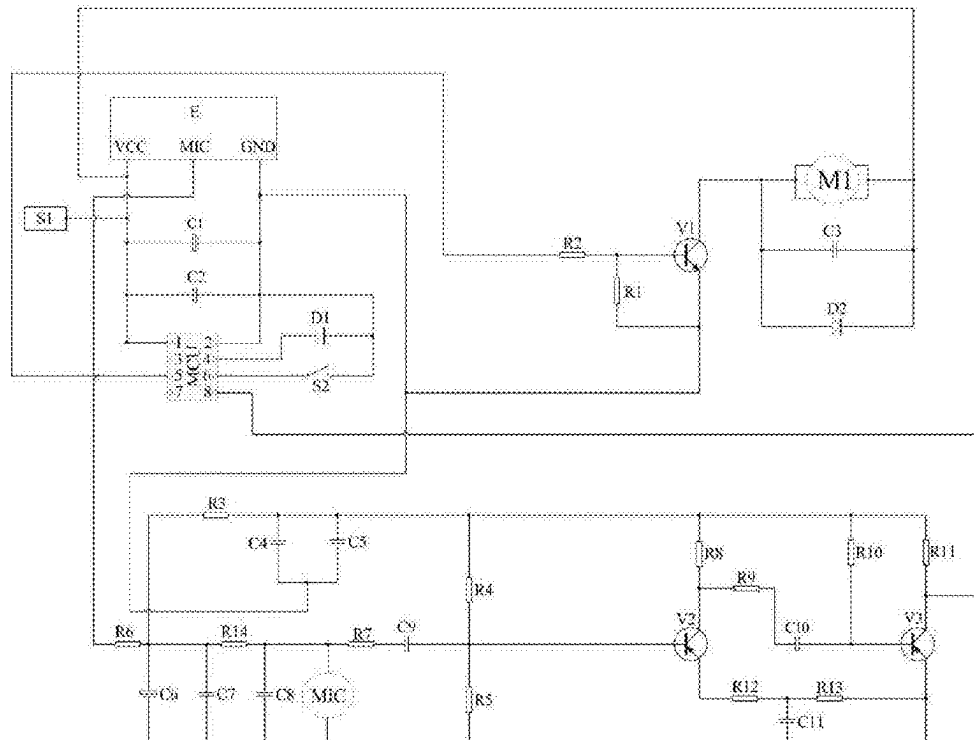 E
VCC MIC GND
S1
C1
C2
1 2
3 4
5 6
7 8
MCU
D1
S2
R2
R1
V1
M1
C3
D2
R3
C4
C5
R4
R8
R9
R10
R11
R6
R14
R7
C9
V2
C10
V3
C6
C7
C8
MIC
R5
R12
R13
C11